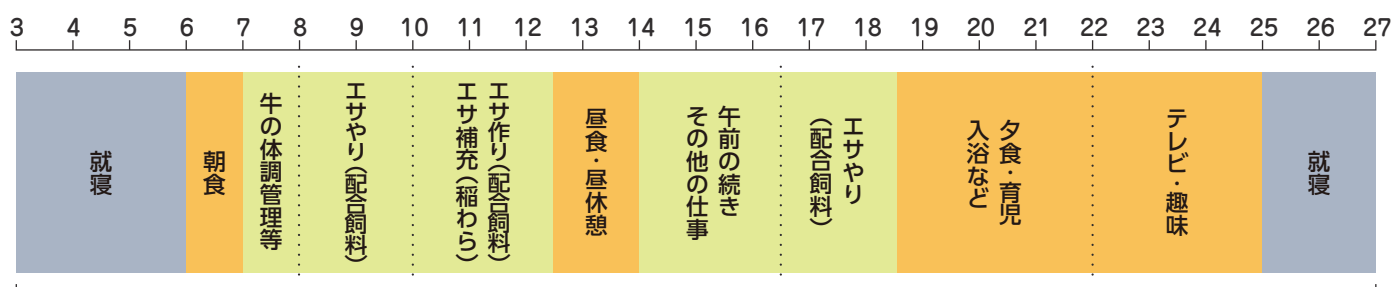 3 4 5 6 7 8 9 10 11 12 13 14 15 16 17 18 19 20 21 22 23 24 25 26 27
就寝
朝食
牛の体調管理等
エサやり(配合飼料)
エサ作り(配合飼料)
エサ補充(稲わら)
昼食・昼休憩
午前の続き
その他の仕事
エサやり
(配合飼料)
夕食・育児
入浴など
テレビ・趣味
就寝